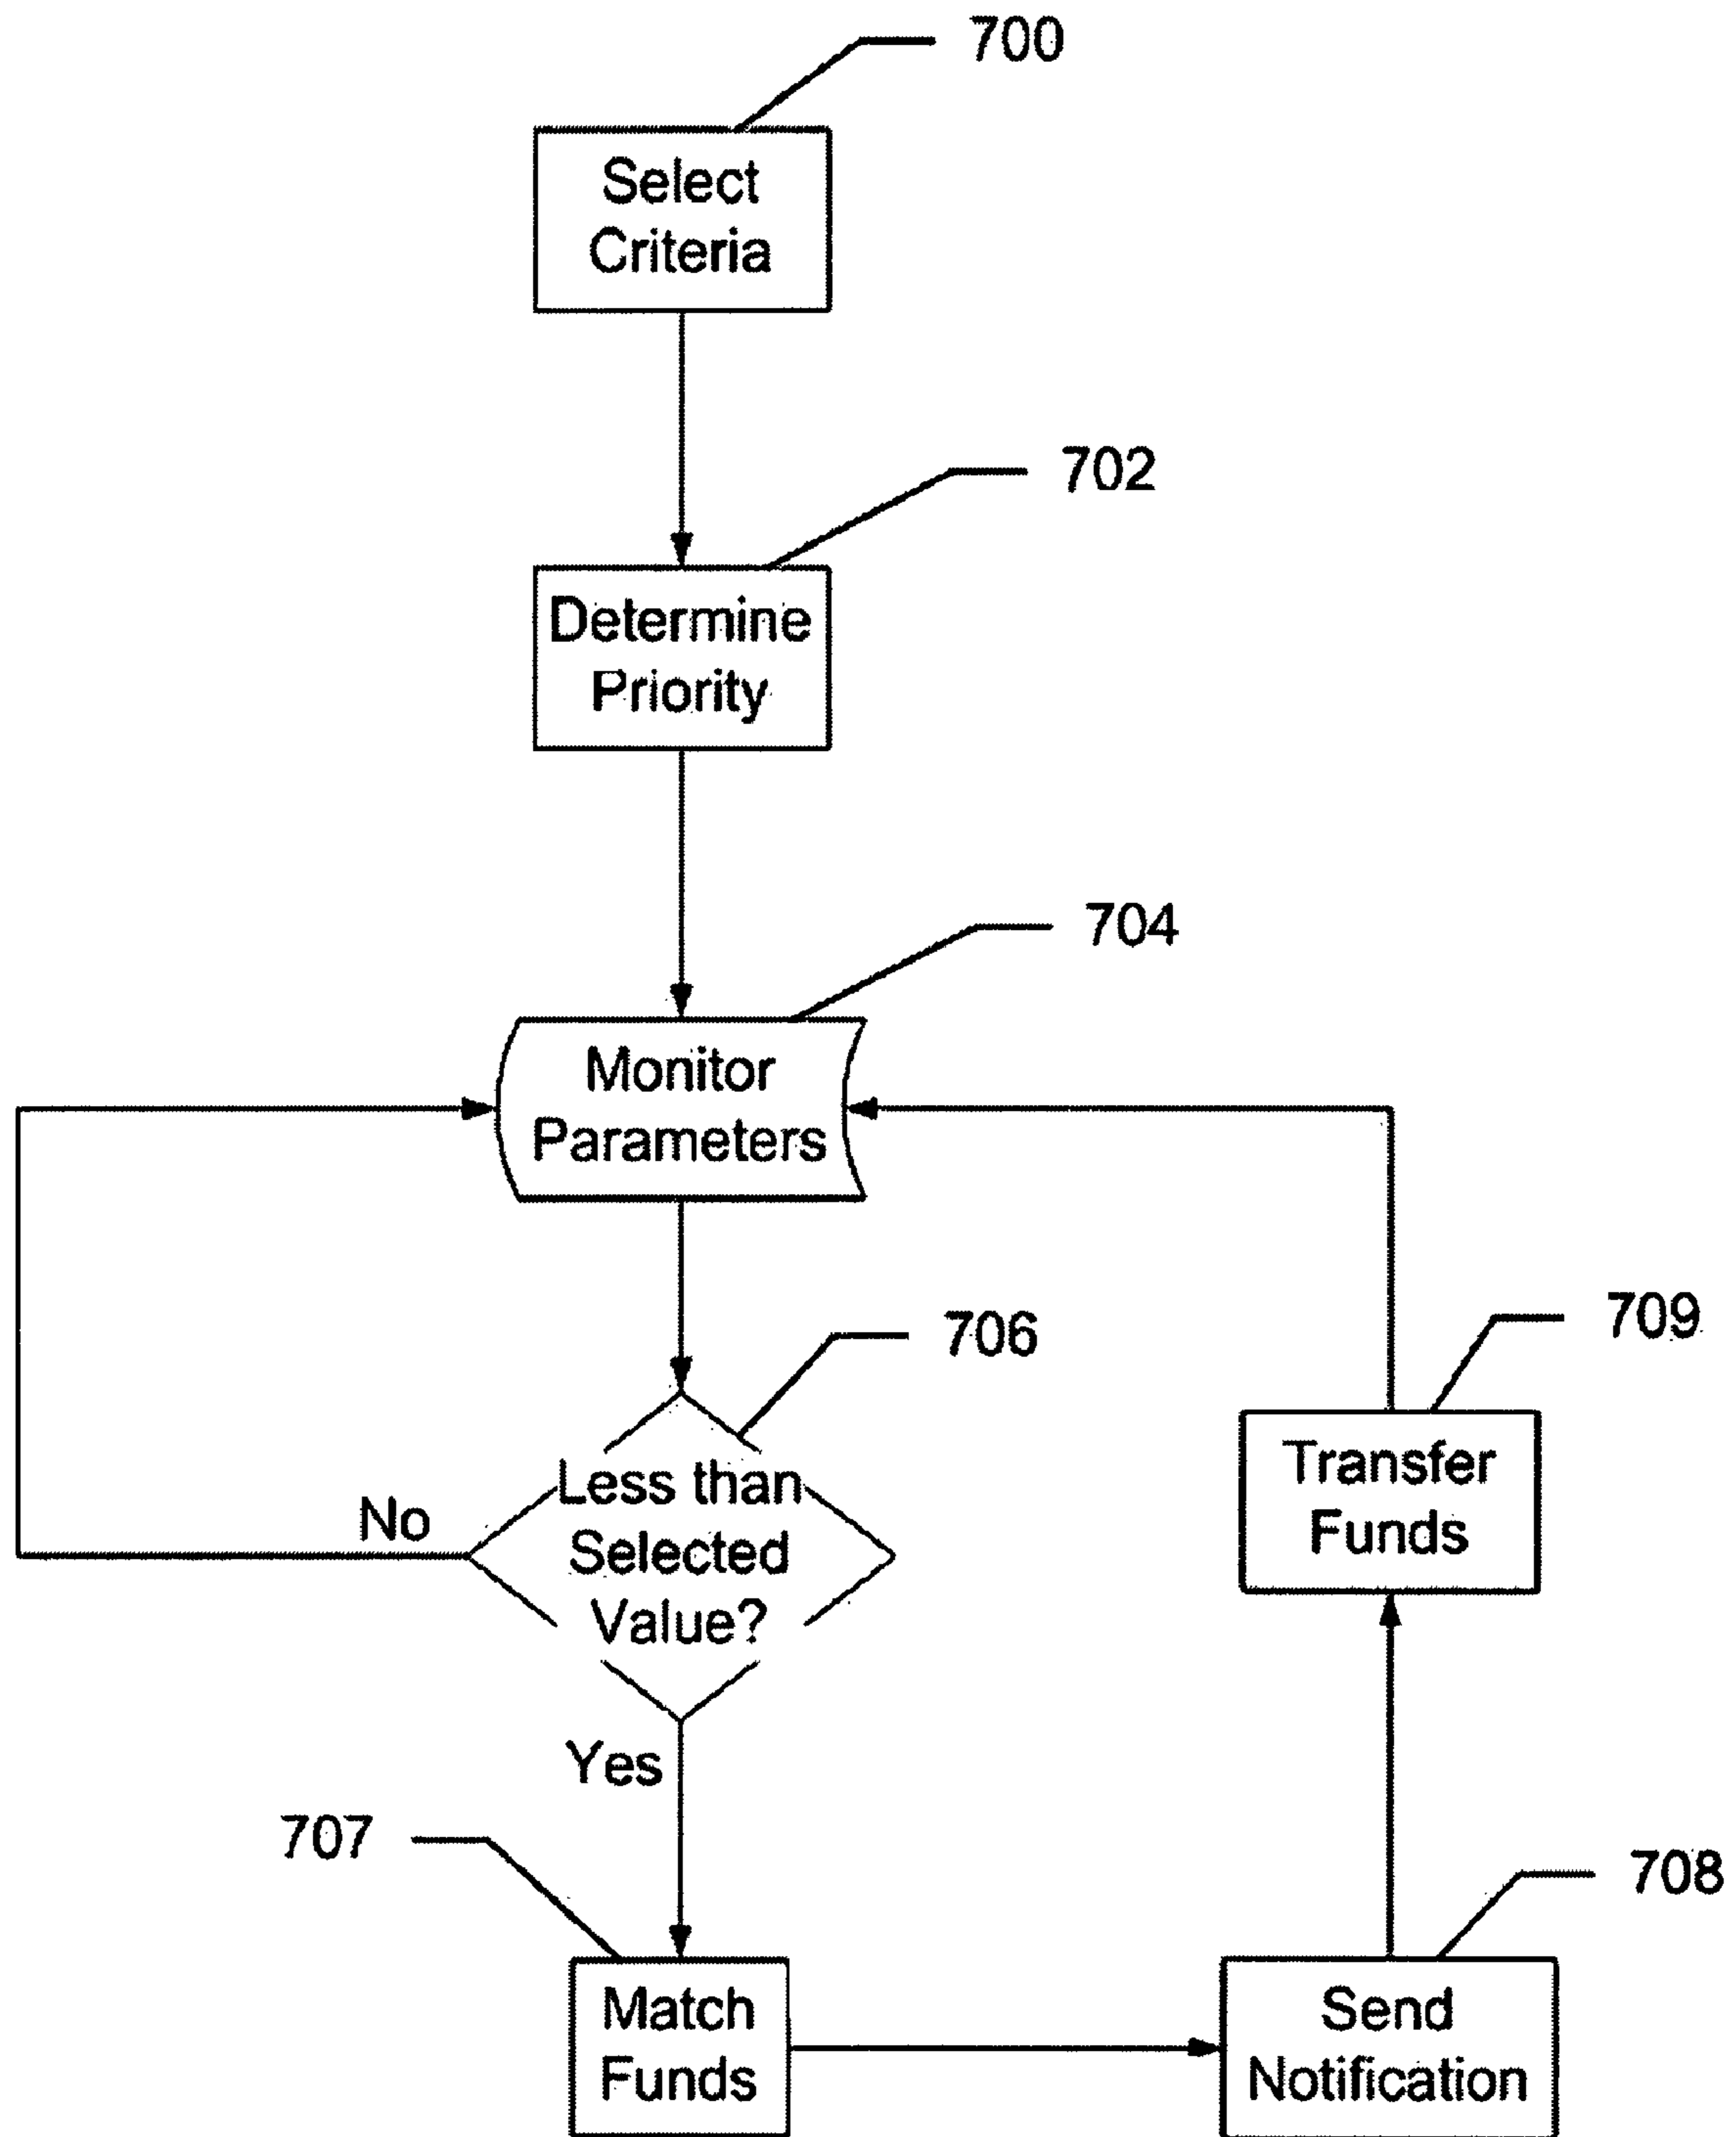 700
Select
Criteria
702
Determine
Priority
704
Monitor
Parameters
706
709
Transfer
Funds
Less than
Selected
Value?
No
Yes
707
708
Match
Funds
Send
Notification